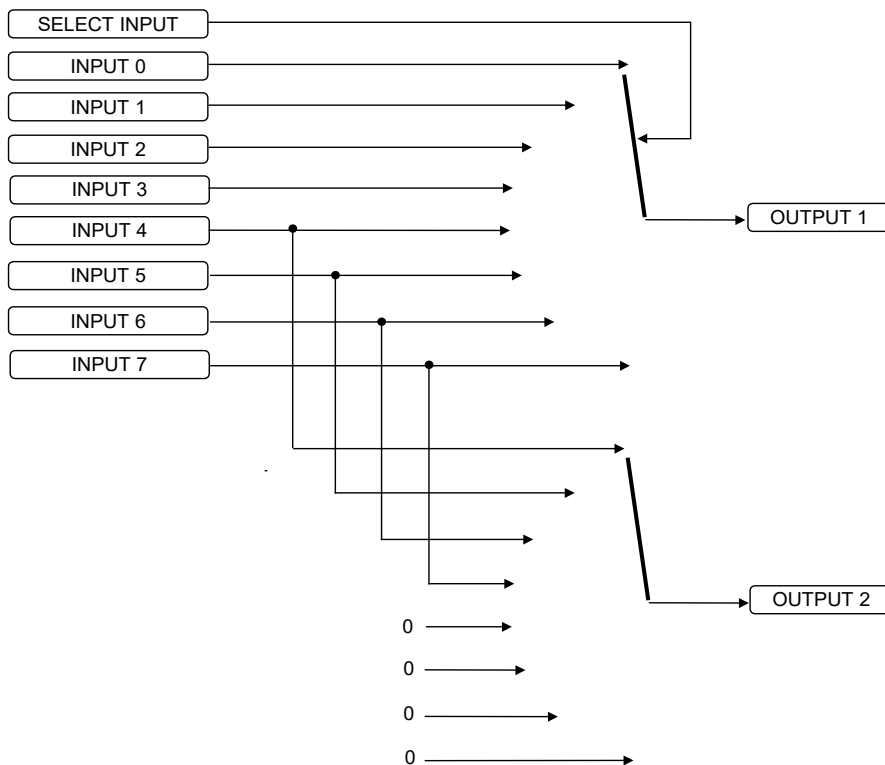 SELECT INPUT
INPUT 0
INPUT 1
INPUT 2
INPUT 3
INPUT 4
OUTPUT 1
INPUT 5
INPUT 6
INPUT 7
OUTPUT 2
0
0
0
0